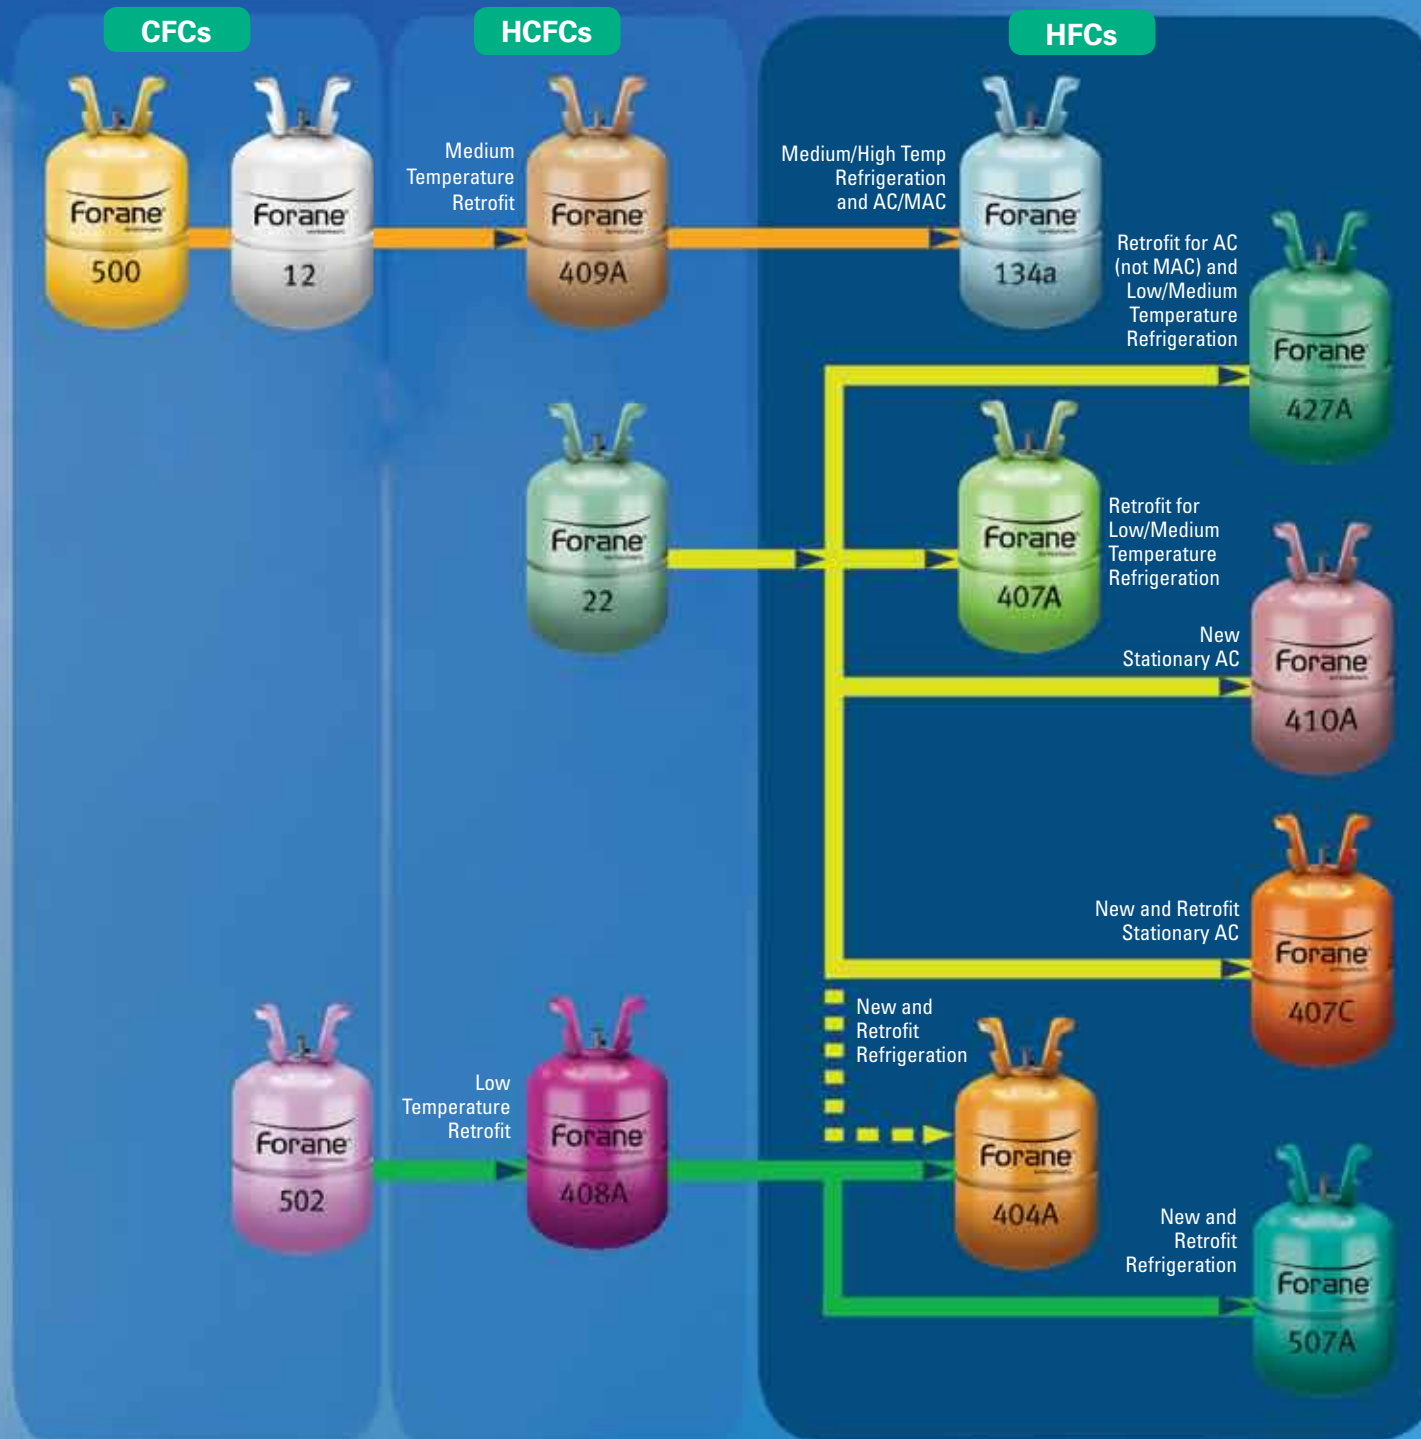 CFCs
HCFCs
HFCs
Forane
500
Forane
12
Medium
Temperature
Retrofit
Forane
409A
Medium/High Temp
Refrigeration
and AC/MAC
Forane
134a
Retrofit for AC
(not MAC) and
Low/Medium
Temperature
Refrigeration
Forane
427A
Forane
22
Forane
407A
Retrofit for
Low/Medium
Temperature
Refrigeration
New
Stationary AC
Forane
410A
New and Retrofit
Stationary AC
Forane
407C
New and
Retrofit
Refrigeration
Forane
404A
Forane
502
Low
Temperature
Retrofit
Forane
408A
New and
Retrofit
Refrigeration
Forane
507A